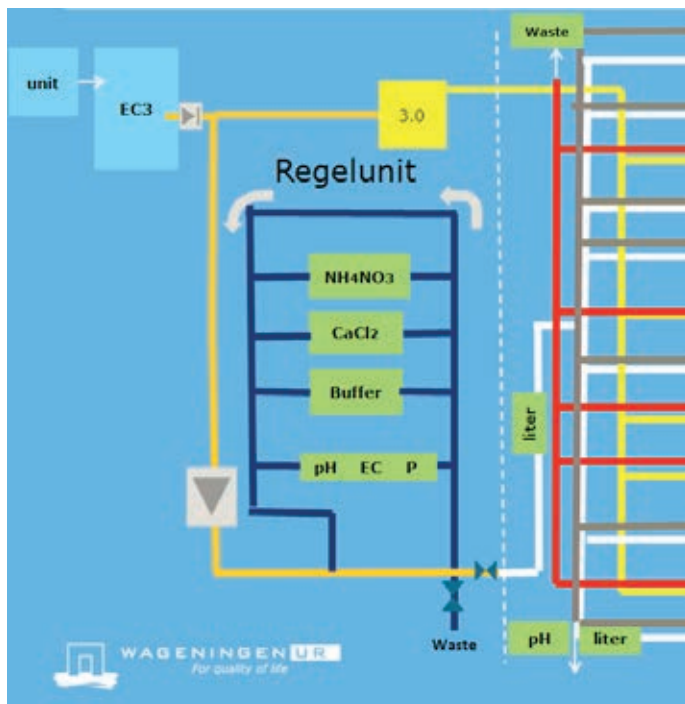 Waste
unit
EC3
3.0
Regelunit
NH4NO3
CaCl2
Buffer
liter
pH EC P
Waste
pH liter
WAGENINGEN UR
For quality of life